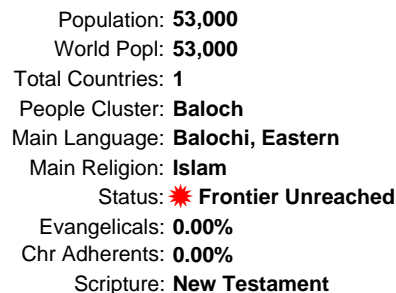 Population: 53,000
World Popl: 53,000
Total Countries: 1
People Cluster: Baloch
Main Language: Balochi, Eastern
Main Religion: Islam
Status: Frontier Unreached
Evangelicals: 0.00%
Chr Adherents: 0.00%
Scripture: New Testament